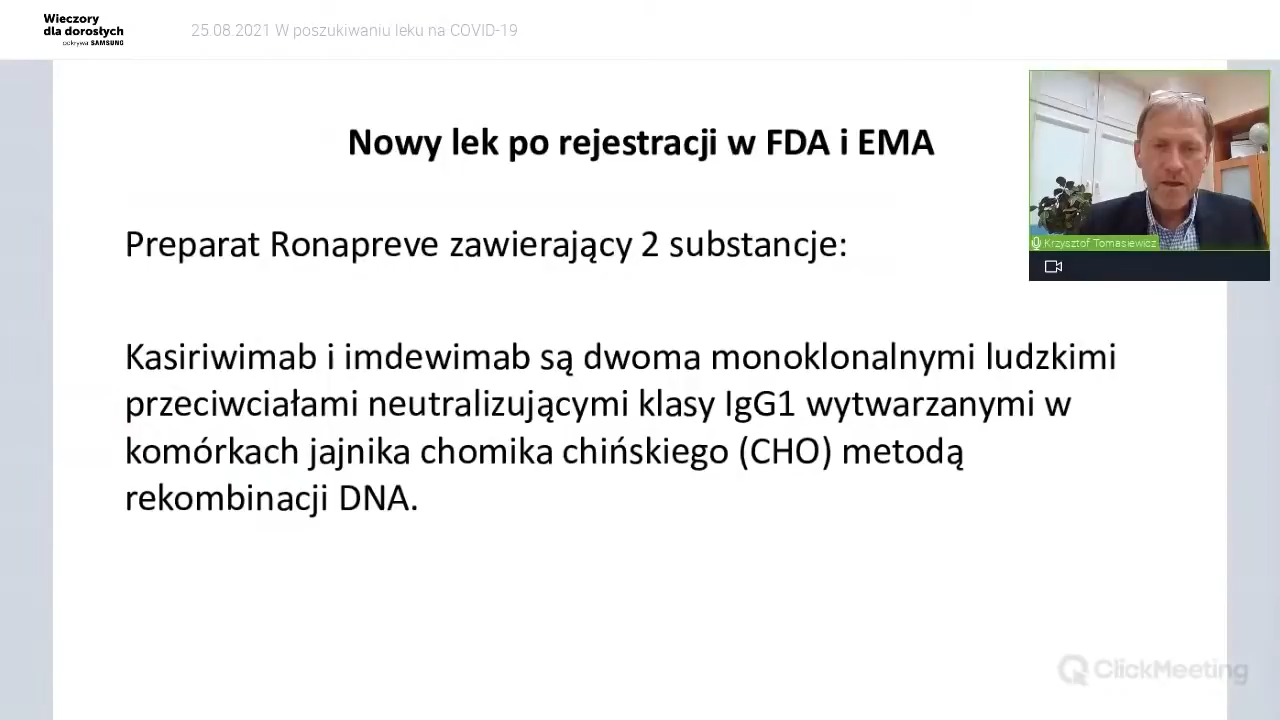 Wieczory
dla dorosłych
odkrywa SAMSUNG
25.08.2021 W poszukiwaniu leku na COVID-19
Nowy lek po rejestracji w FDA i EMA
Krzysztof Tomasiewicz
Preparat Ronapreve zawierający 2 substancje:
Kasiriwimab i imdewimab są dwoma monoklonalnymi ludzkimi
przeciwciałami neutralizującymi klasy IgG1 wytwarzanymi w
komórkach jajnika chomika chińskiego (CHO) metodą
rekombinacji DNA.
ClickMeeting